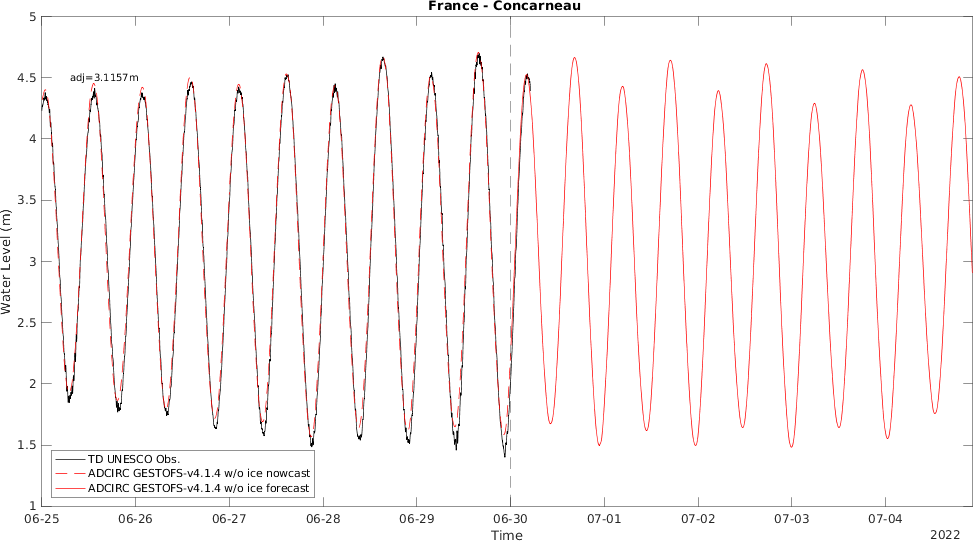 France - Concarneau
adj=3.1157m
Water Level (m)
5
4.5
4
3.5
3
2.5
2
1.5
1
TD UNESCO Obs.
ADCIRC GESTOFS-v4.1.4 w/o ice nowcast
ADCIRC GESTOFS-v4.1.4 w/o ice forecast
06-25 06-26 06-27 06-28 06-29 06-30 07-01 07-02 07-03 07-04
Time
2022